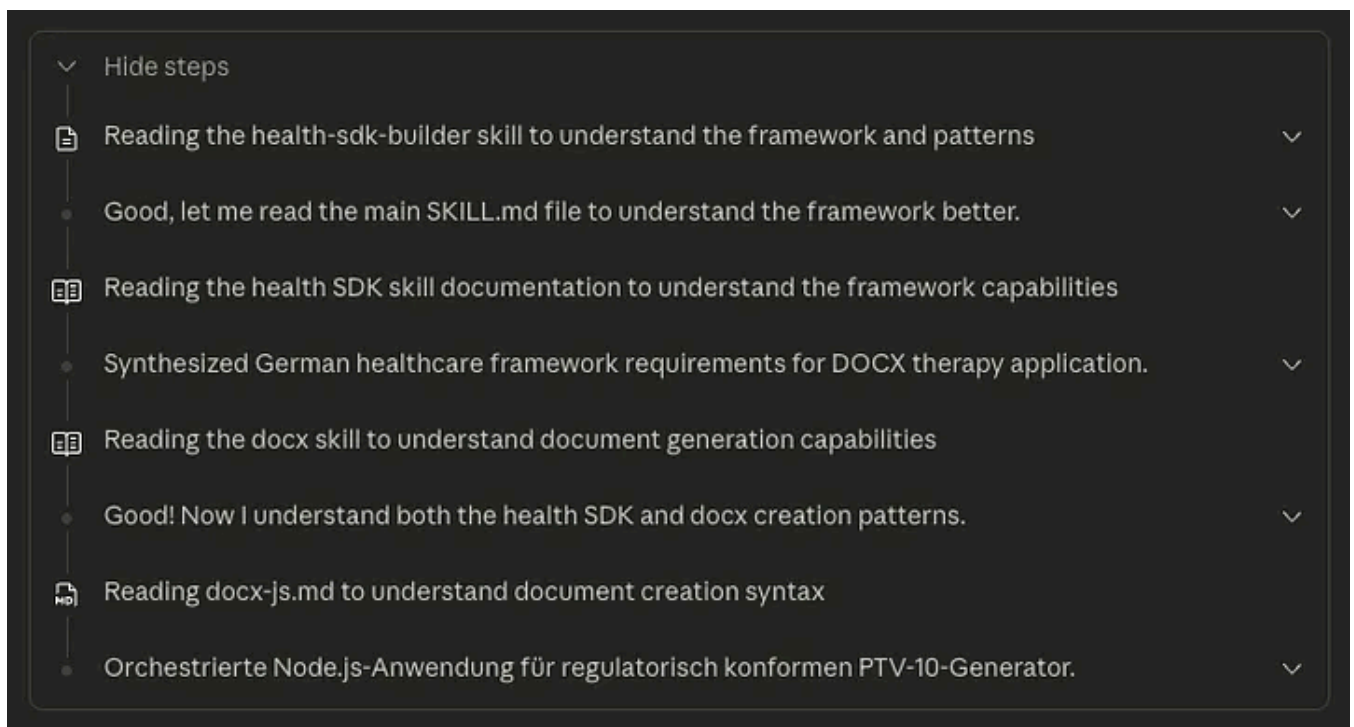 Hide steps
Reading the health-sdk-builder skill to understand the framework and patterns
Good, let me read the main SKILL.md file to understand the framework better.
Reading the health SDK skill documentation to understand the framework capabilities
Synthesized German healthcare framework requirements for DOCX therapy application.
Reading the docx skill to understand document generation capabilities
Good! Now I understand both the health SDK and docx creation patterns.
Reading docx-js.md to understand document creation syntax
Orchestrierte Node.js-Anwendung für regulatorisch konformen PTV-10-Generator.